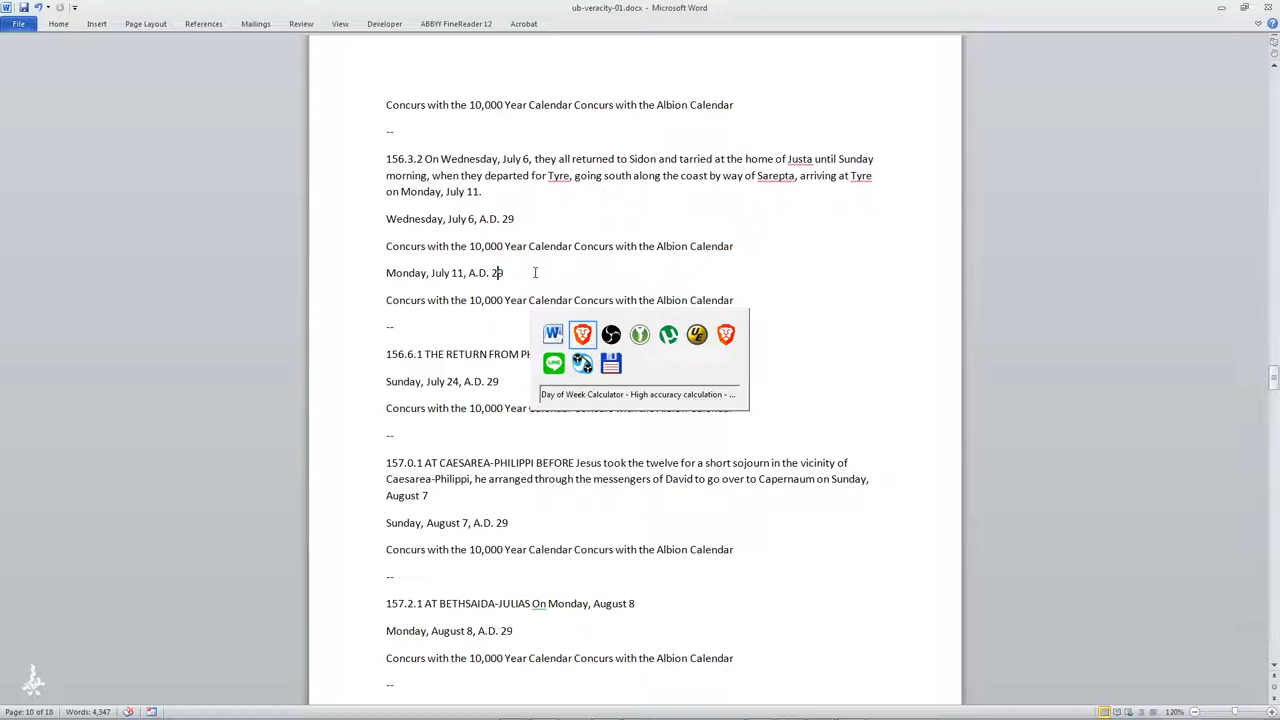 ub-veracity-01.docx - Microsoft Word
File Home Insert Page Layout References Mailings Review View Developer ABBYY FineReader 12 Acrobat
Concurs with the 10,000 Year Calendar Concurs with the Albion Calendar
--
156.3.2 On Wednesday, July 6, they all returned to Sidon and tarried at the home of Justa until Sunday
morning, when they departed for Tyre, going south along the coast by way of Sarepta, arriving at Tyre
on Monday, July 11.
Wednesday, July 6, A.D. 29
Concurs with the 10,000 Year Calendar Concurs with the Albion Calendar
Monday, July 11, A.D. 29
Concurs with the 10,000 Year Calendar Concurs with the Albion Calendar
--
156.6.1 THE RETURN FROM
LINE
Day of Week Calculator - High accuracy calculation - ...
Sunday, July 24, A.D. 29
Concurs with the 10,000 Year Calendar Concurs with the Albion Calendar
--
157.0.1 AT CAESAREA-PHILIPPI BEFORE Jesus took the twelve for a short sojourn in the vicinity of
Caesarea-Philippi, he arranged through the messengers of David to go over to Capernaum on Sunday,
August 7
Sunday, August 7, A.D. 29
Concurs with the 10,000 Year Calendar Concurs with the Albion Calendar
--
157.2.1 AT BETHSAIDA-JULIAS On Monday, August 8
Monday, August 8, A.D. 29
Concurs with the 10,000 Year Calendar Concurs with the Albion Calendar
--
Page: 10 of 18 Words: 4,347 120%